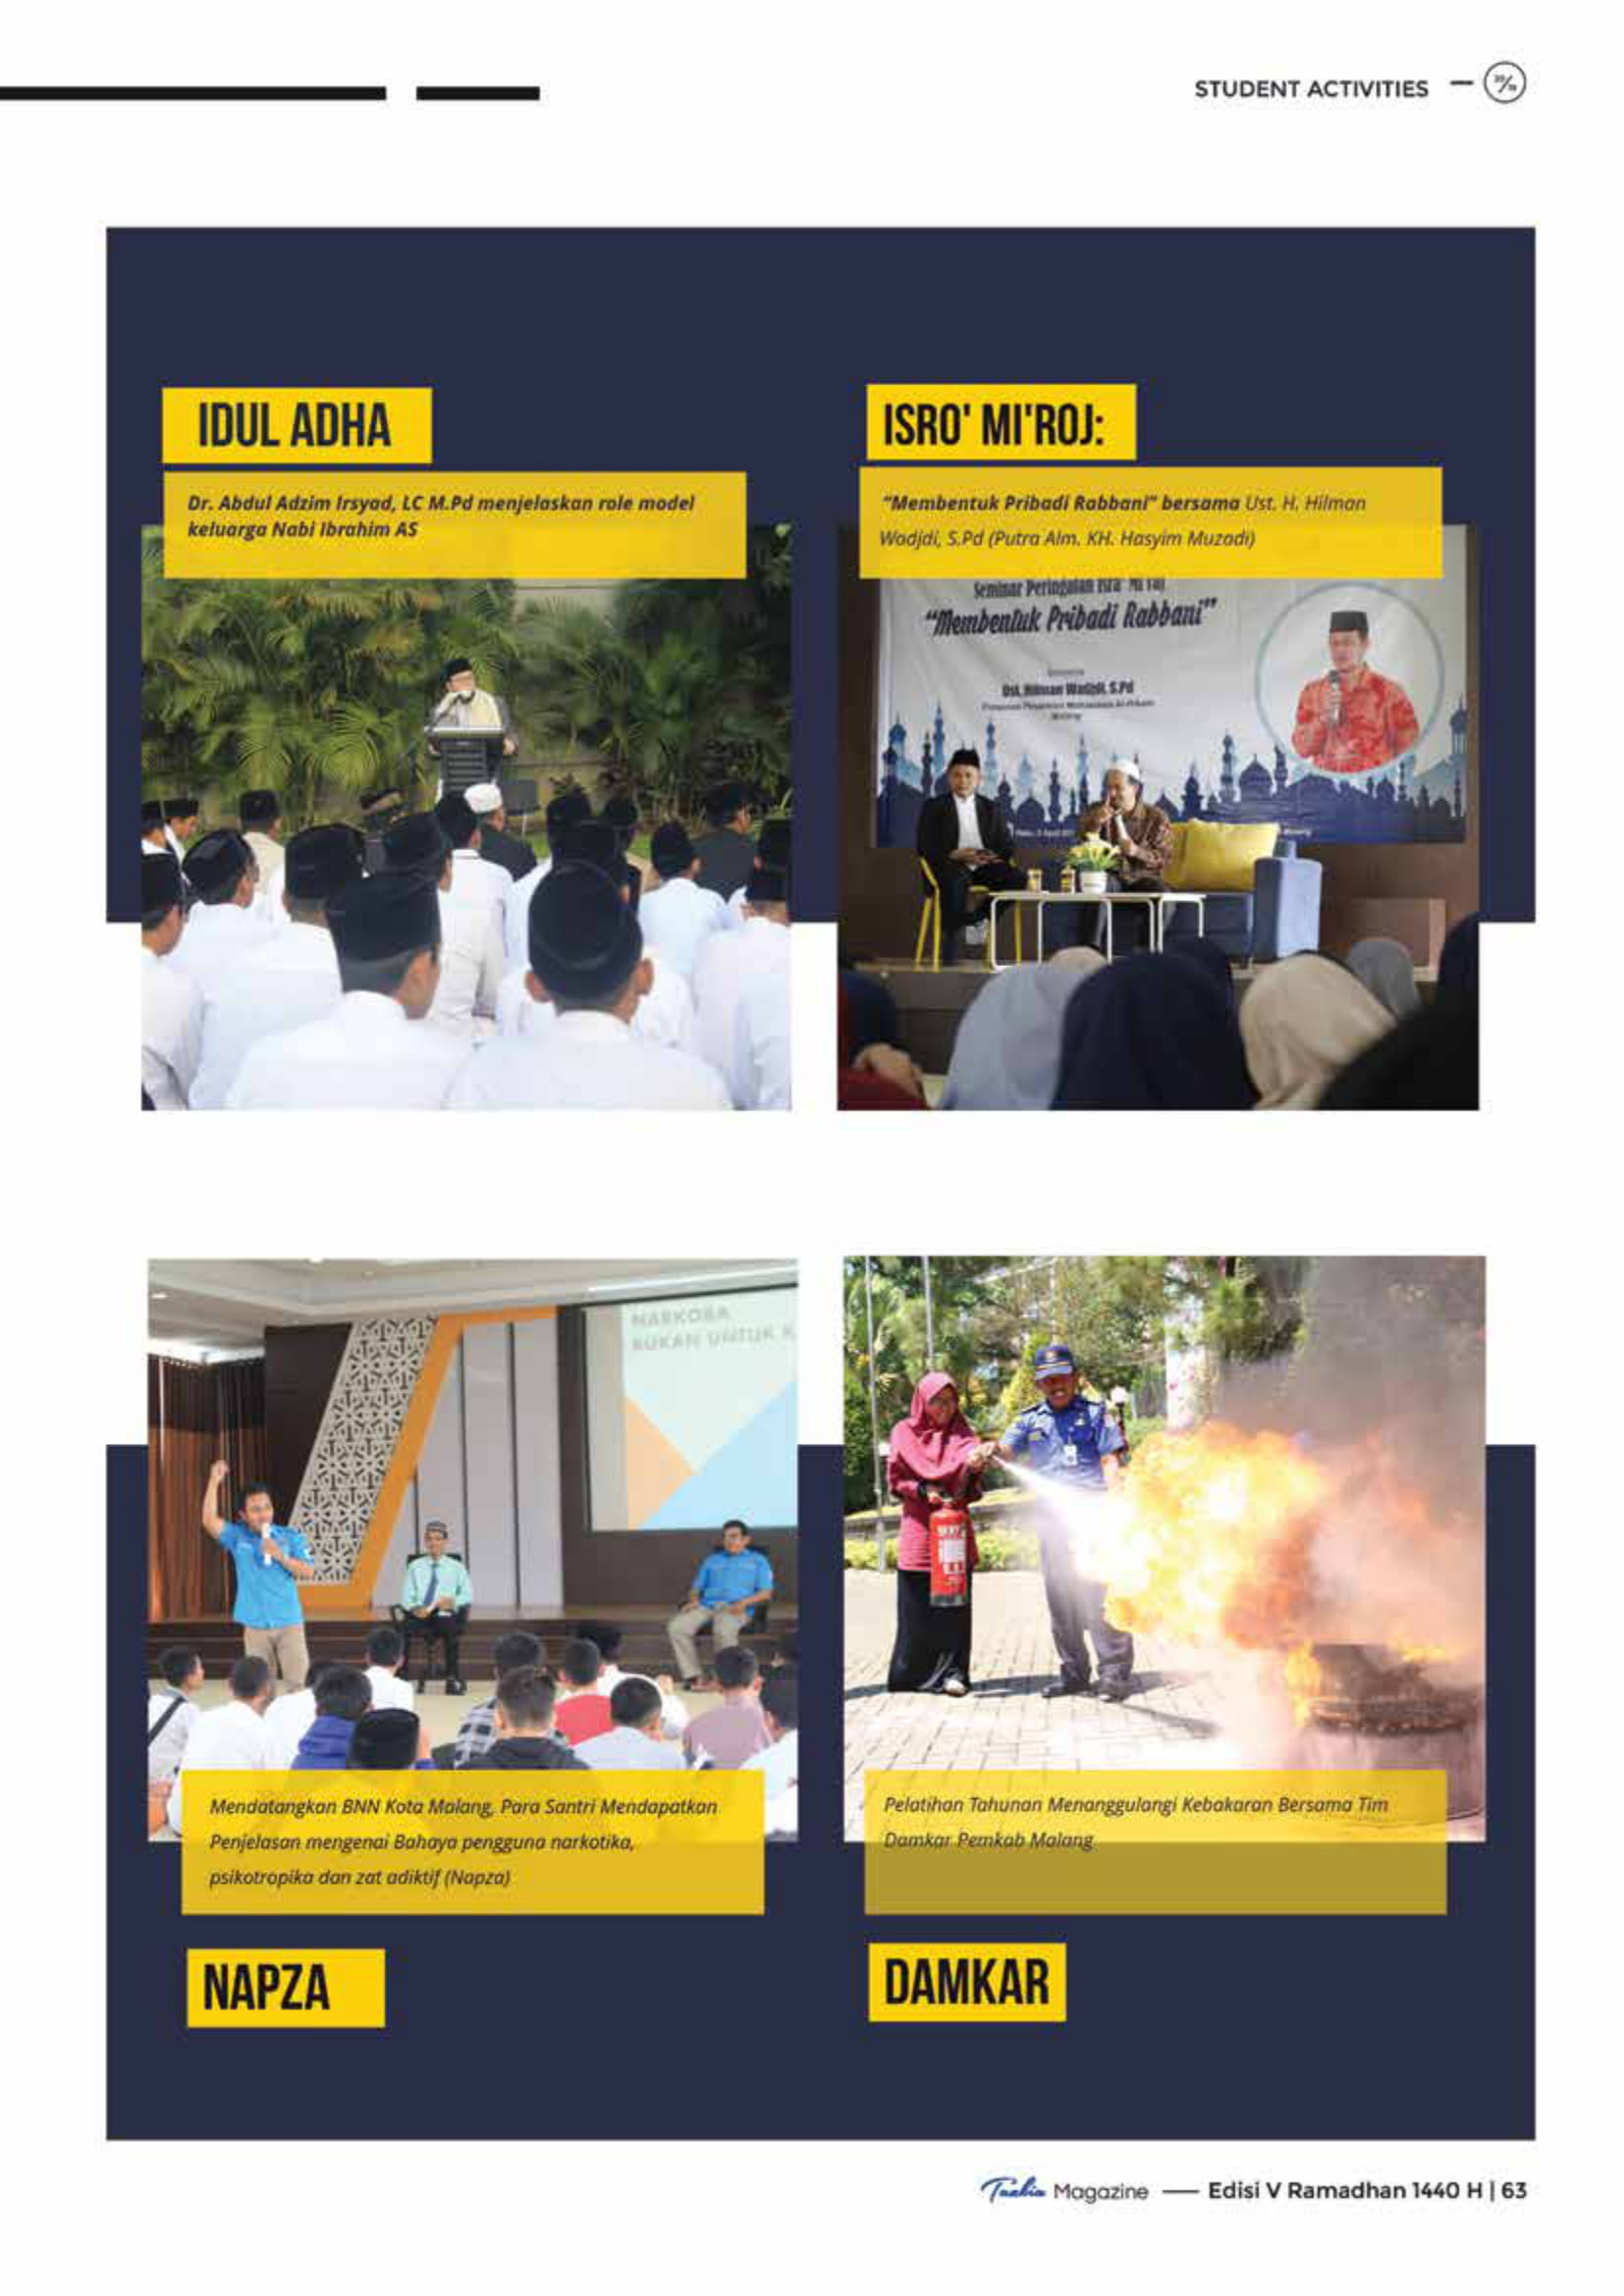 STUDENT ACTIVITIES
IDUL ADHA
Dr. Abdul Adzim Irsyad, LC M.Pd menjelaskan role model
keluarga Nabi Ibrahim AS
ISRO' MI'ROJ:
"Membentuk Pribadi Rabbani" bersama Ust. H. Hilman
Wadjdi, S.Pd (Putra Alm. KH. Hasyim Muzadi)
Seminar Peringatan Isra' Mi'raj
"Membentuk Pribadi Rabbani"
Ust. Hilman Wadjdi, S.Pd
NARKOBA
BUKAN UNTUK
Mendatangkan BNN Kota Malang, Para Santri Mendapatkan
Penjelasan mengenai Bahaya pengguna narkotika,
psikotropika dan zat adiktif (Napza)
NAPZA
Pelatihan Tahunan Menanggulangi Kebakaran Bersama Tim
Damkar Pemkab Malang
DAMKAR
Tazkia Magazine — Edisi V Ramadhan 1440 H | 63